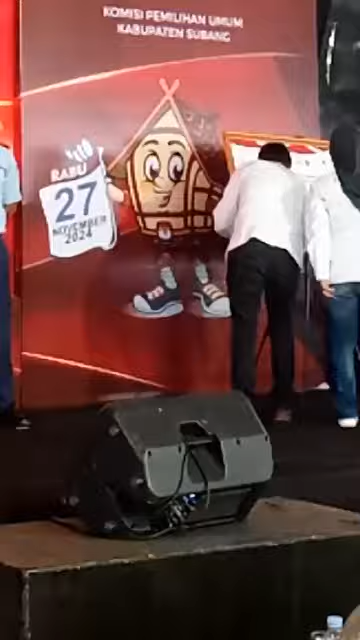 KOMISI PEMILIHAN UMUM
KABUPATEN SUBANG
RABU
27
NOVEMBER
2024